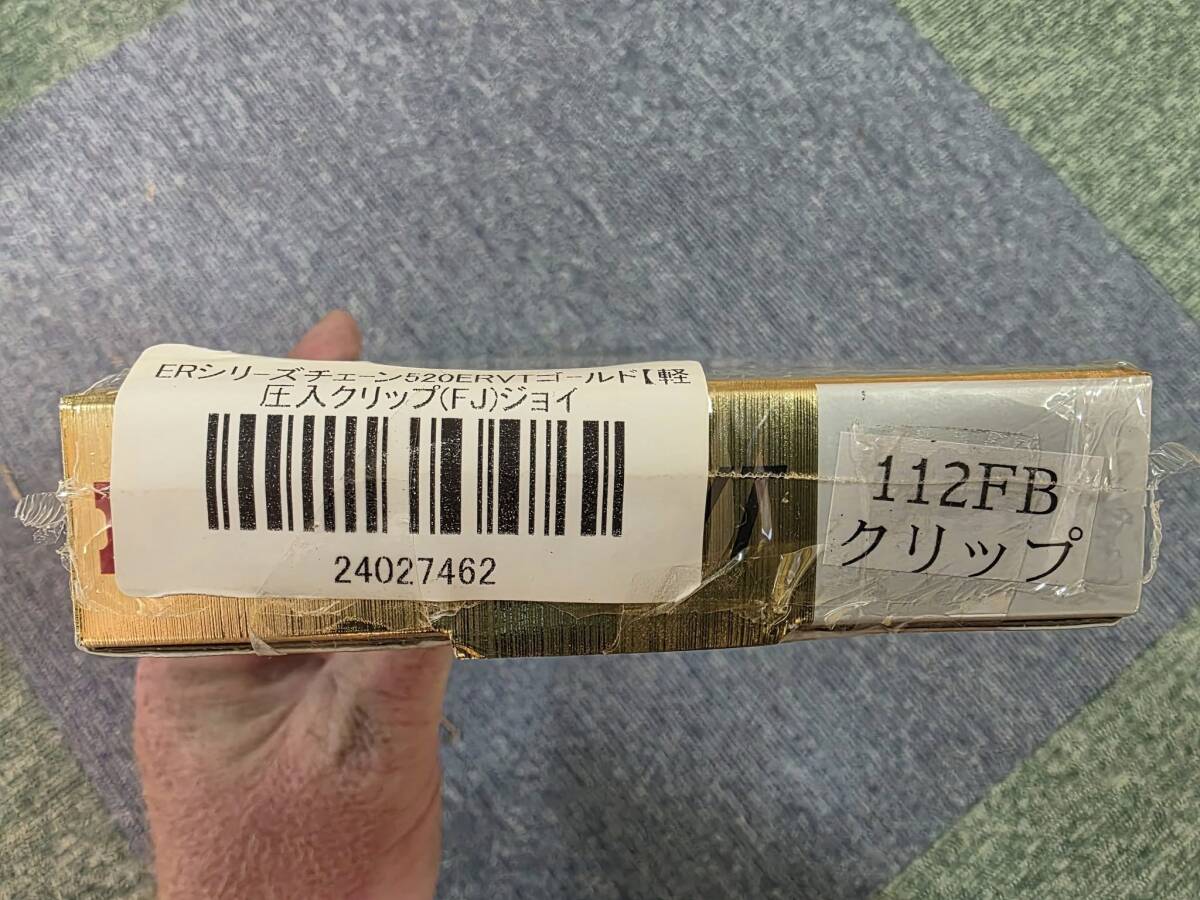 ERシリーズチェーン520ERVTゴールド【軽
圧入クリップ(FJ)ジョイ
24027462
112FB
クリップ